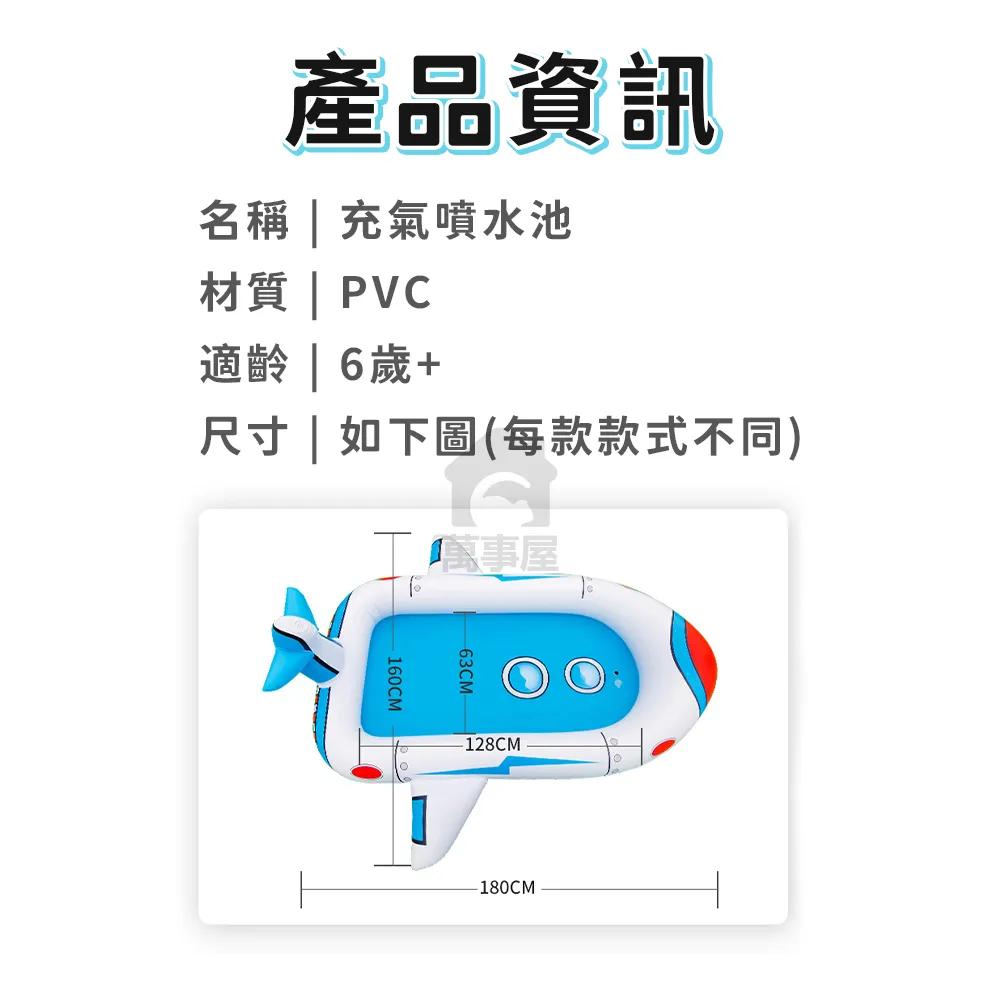 產品資訊
名稱｜充氣噴水池
材質｜PVC
適齡｜6歲+
尺寸｜如下圖(每款款式不同)
萬事屋
160CM
63CM
128CM
180CM